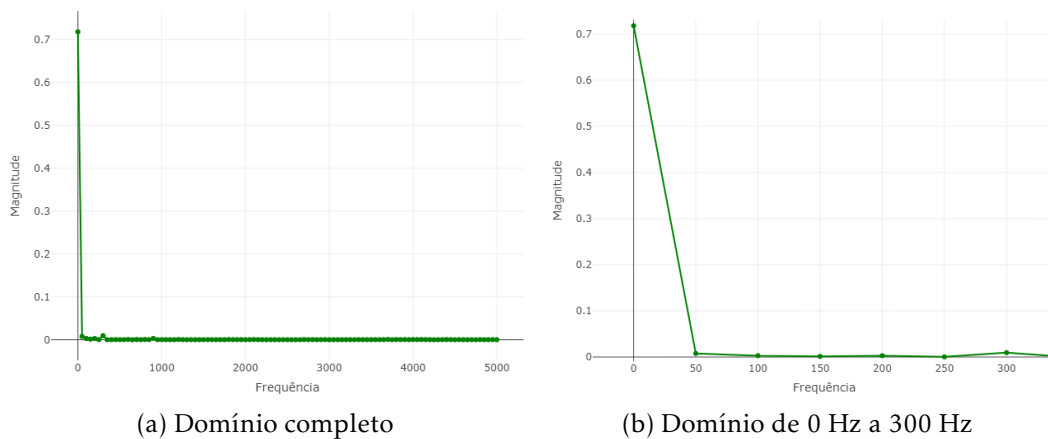 0.7
0.6
0.5
0.4
0.3
0.2
0.1
0
Magnitude
0 1000 2000 3000 4000 5000
Frequência
(a) Domínio completo
0.7
0.6
0.5
0.4
0.3
0.2
0.1
0
Magnitude
0 50 100 150 200 250 300
Frequência
(b) Domínio de 0 Hz a 300 Hz